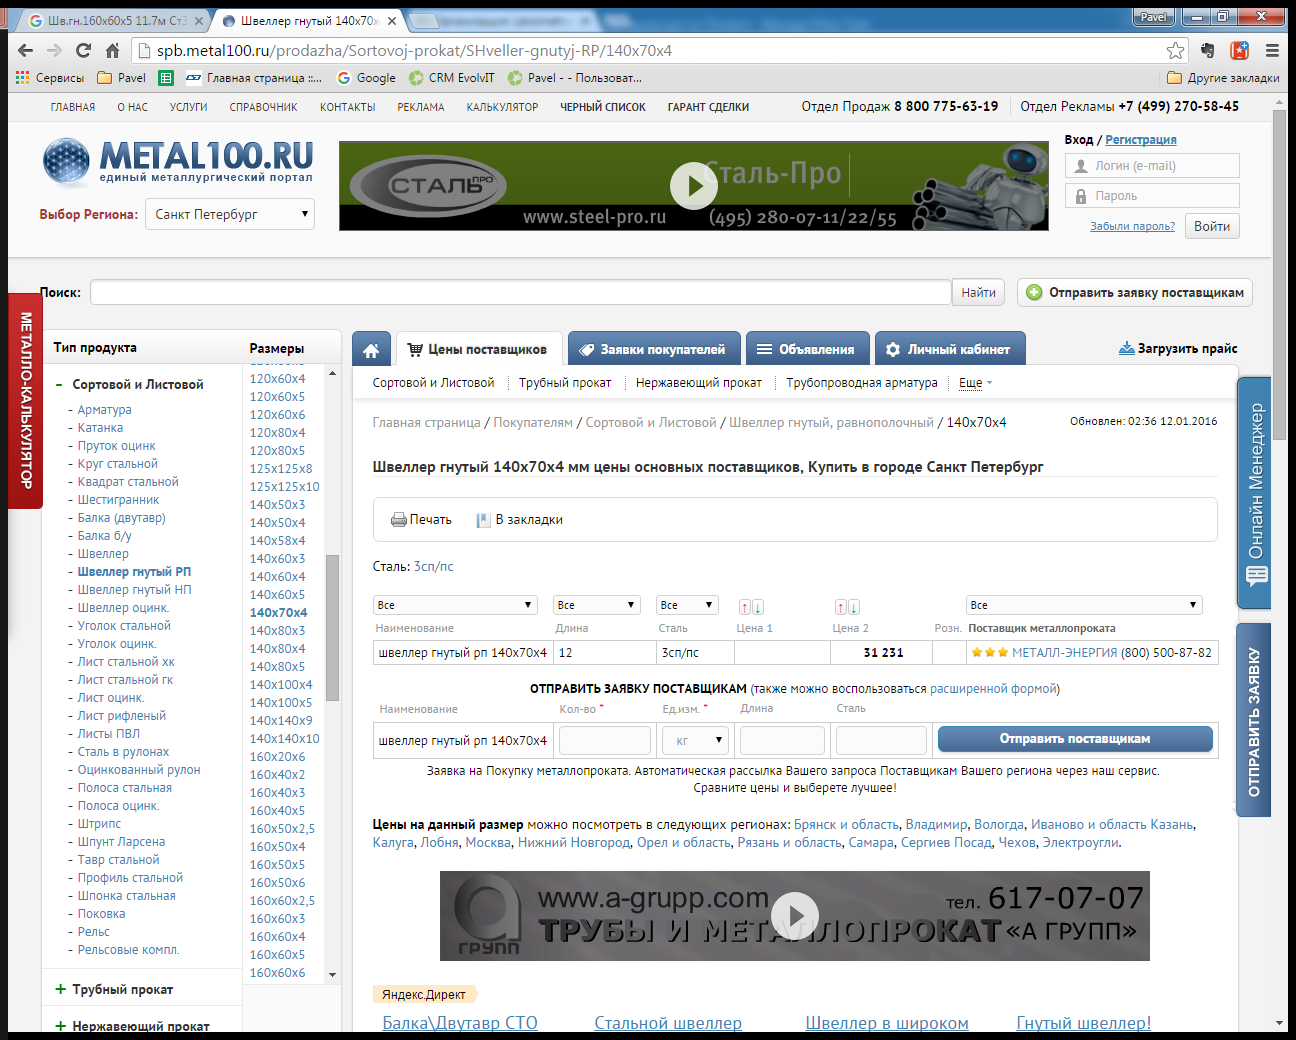 Шв.гн.160х60х5 11.7м Ст3
Швеллер гнутый 140x70x
Pavel
spb.metal100.ru/prodazha/Sortovoj-prokat/SHveller-gnutyj-RP/140x70x4
Сервисы Pavel Главная страница ::... Google CRM EvolvIT Pavel - - Пользоват... Другие закладки
ГЛАВНАЯ О НАС УСЛУГИ СПРАВОЧНИК КОНТАКТЫ РЕКЛАМА КАЛЬКУЛЯТОР ЧЕРНЫЙ СПИСОК ГАРАНТ СДЕЛКИ Отдел Продаж 8 800 775-63-19 Отдел Рекламы +7 (499) 270-58-45
METAL100.RU
единый металлургический портал
Выбор Региона: Санкт Петербург
СТАЛЬ ПРО
Сталь-Про
www.steel-pro.ru (495) 280-07-11/22/55
Вход / Регистрация
Логин (e-mail)
Пароль
Забыли пароль? Войти
Поиск: Найти Отправить заявку поставщикам
МЕТАЛЛО-КАЛЬКУЛЯТОР
Тип продукта Размеры
- Сортовой и Листовой
- Арматура
- Катанка
- Пруток оцинк
- Круг стальной
- Квадрат стальной
- Шестигранник
- Балка (двутавр)
- Балка б/у
- Швеллер
- Швеллер гнутый РП
- Швеллер гнутый НП
- Швеллер оцинк.
- Уголок стальной
- Уголок оцинк.
- Лист стальной хк
- Лист стальной гк
- Лист оцинк.
- Лист рифленый
- Листы ПВЛ
- Сталь в рулонах
- Оцинкованный рулон
- Полоса стальная
- Полоса оцинк.
- Штрипс
- Шпунт Ларсена
- Тавр стальной
- Профиль стальной
- Шпонка стальная
- Поковка
- Рельс
- Рельсовые компл.
+ Трубный прокат
+ Нержавеющий прокат
120x60x4
120x60x5
120x60x6
120x80x4
120x80x5
125x125x8
125x125x10
140x50x3
140x50x4
140x58x4
140x60x3
140x60x4
140x60x5
140x70x4
140x80x3
140x80x4
140x80x5
140x100x4
140x100x5
140x140x9
140x140x10
160x20x6
160x40x2
160x40x3
160x40x5
160x50x2,5
160x50x4
160x50x5
160x50x6
160x60x2,5
160x60x3
160x60x4
160x60x5
160x60x6
Цены поставщиков Заявки покупателей Объявления Личный кабинет Загрузить прайс
Сортовой и Листовой Трубный прокат Нержавеющий прокат Трубопроводная арматура Еще
Главная страница / Покупателям / Сортовой и Листовой / Швеллер гнутый, равнополочный / 140x70x4 Обновлен: 02:36 12.01.2016
Швеллер гнутый 140x70x4 мм цены основных поставщиков, Купить в городе Санкт Петербург
Печать В закладки
Сталь: 3сп/пс
Все Все Все Все
Наименование Длина Сталь Цена 1 Цена 2 Розн. Поставщик металлопроката
швеллер гнутый рп 140x70x4 12 3сп/пс 31 231 МЕТАЛЛ-ЭНЕРГИЯ (800) 500-87-82
ОТПРАВИТЬ ЗАЯВКУ ПОСТАВЩИКАМ (также можно воспользоваться расширенной формой)
Наименование Кол-во * Ед.изм. * Длина Сталь
швеллер гнутый рп 140x70x4 кг Отправить поставщикам
Заявка на Покупку металлопроката. Автоматическая рассылка Вашего запроса Поставщикам Вашего региона через наш сервис.
Сравните цены и выберете лучшее!
Цены на данный размер можно посмотреть в следующих регионах: Брянск и область, Владимир, Вологда, Иваново и область Казань,
Калуга, Лобня, Москва, Нижний Новгород, Орел и область, Рязань и область, Самара, Сергиев Посад, Чехов, Электроугли.
а групп
www.a-grupp.com тел. 617-07-07
ТРУБЫ И МЕТАЛЛОПРОКАТ «А ГРУПП»
Яндекс.Директ
Балка\Двутавр СТО Стальной швеллер Швеллер в широком Гнутый швеллер!
Онлайн Менеджер
ОТПРАВИТЬ ЗАЯВКУ